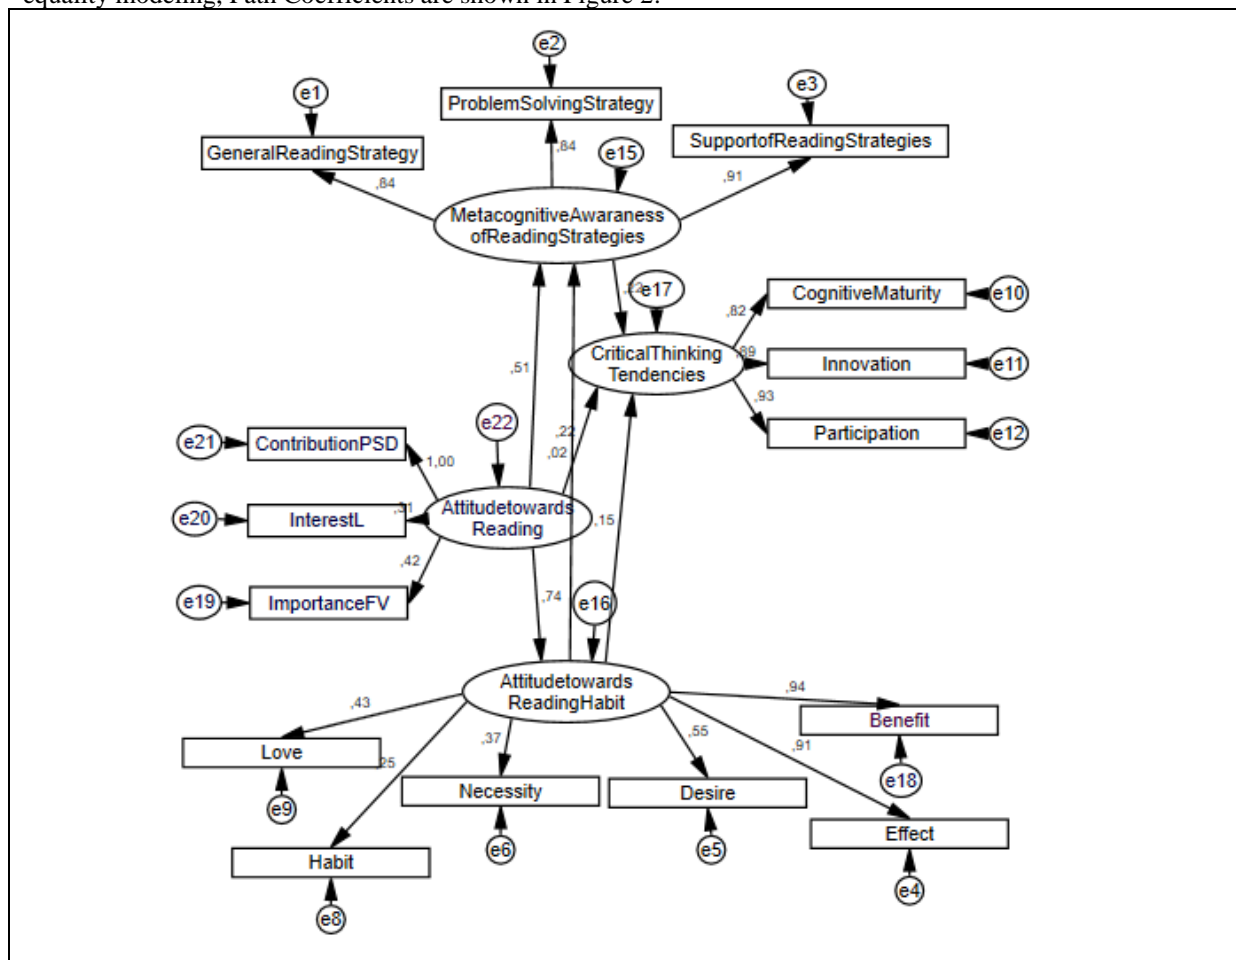 equality modeling, Path Coefficients are shown in Figure 2.
e2
e1
e3
ProblemSolvingStrategy
GeneralReadingStrategy
SupportofReadingStrategies
,84
e15
,84
,91
MetacognitiveAwaraness
ofReadingStrategies
,22
e17
CognitiveMaturity
e10
,82
CriticalThinking
Tendencies
,89
Innovation
e11
,51
,93
Participation
e12
e22
e21
ContributionPSD
,22
,02
1,00
e20
InterestL
,31
Attitudetowards
Reading
,15
,42
e19
ImportanceFV
,74
e16
Attitudetowards
ReadingHabit
,94
,43
Benefit
,37
,55
,91
Love
,25
e18
Necessity
Desire
e9
Effect
Habit
e6
e5
e4
e8